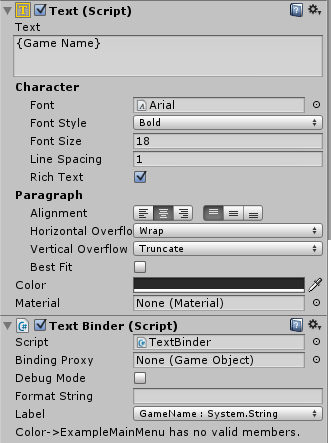 Text (Script)
Text
{Game Name}
Character
Font Arial
Font Style Bold
Font Size 18
Line Spacing 1
Rich Text
Paragraph
Alignment
Horizontal Overflo Wrap
Vertical Overflow Truncate
Best Fit
Color
Material None (Material)
Text Binder (Script)
Script TextBinder
Binding Proxy None (Game Object)
Debug Mode
Format String
Label GameName : System.String
Color->ExampleMainMenu has no valid members.